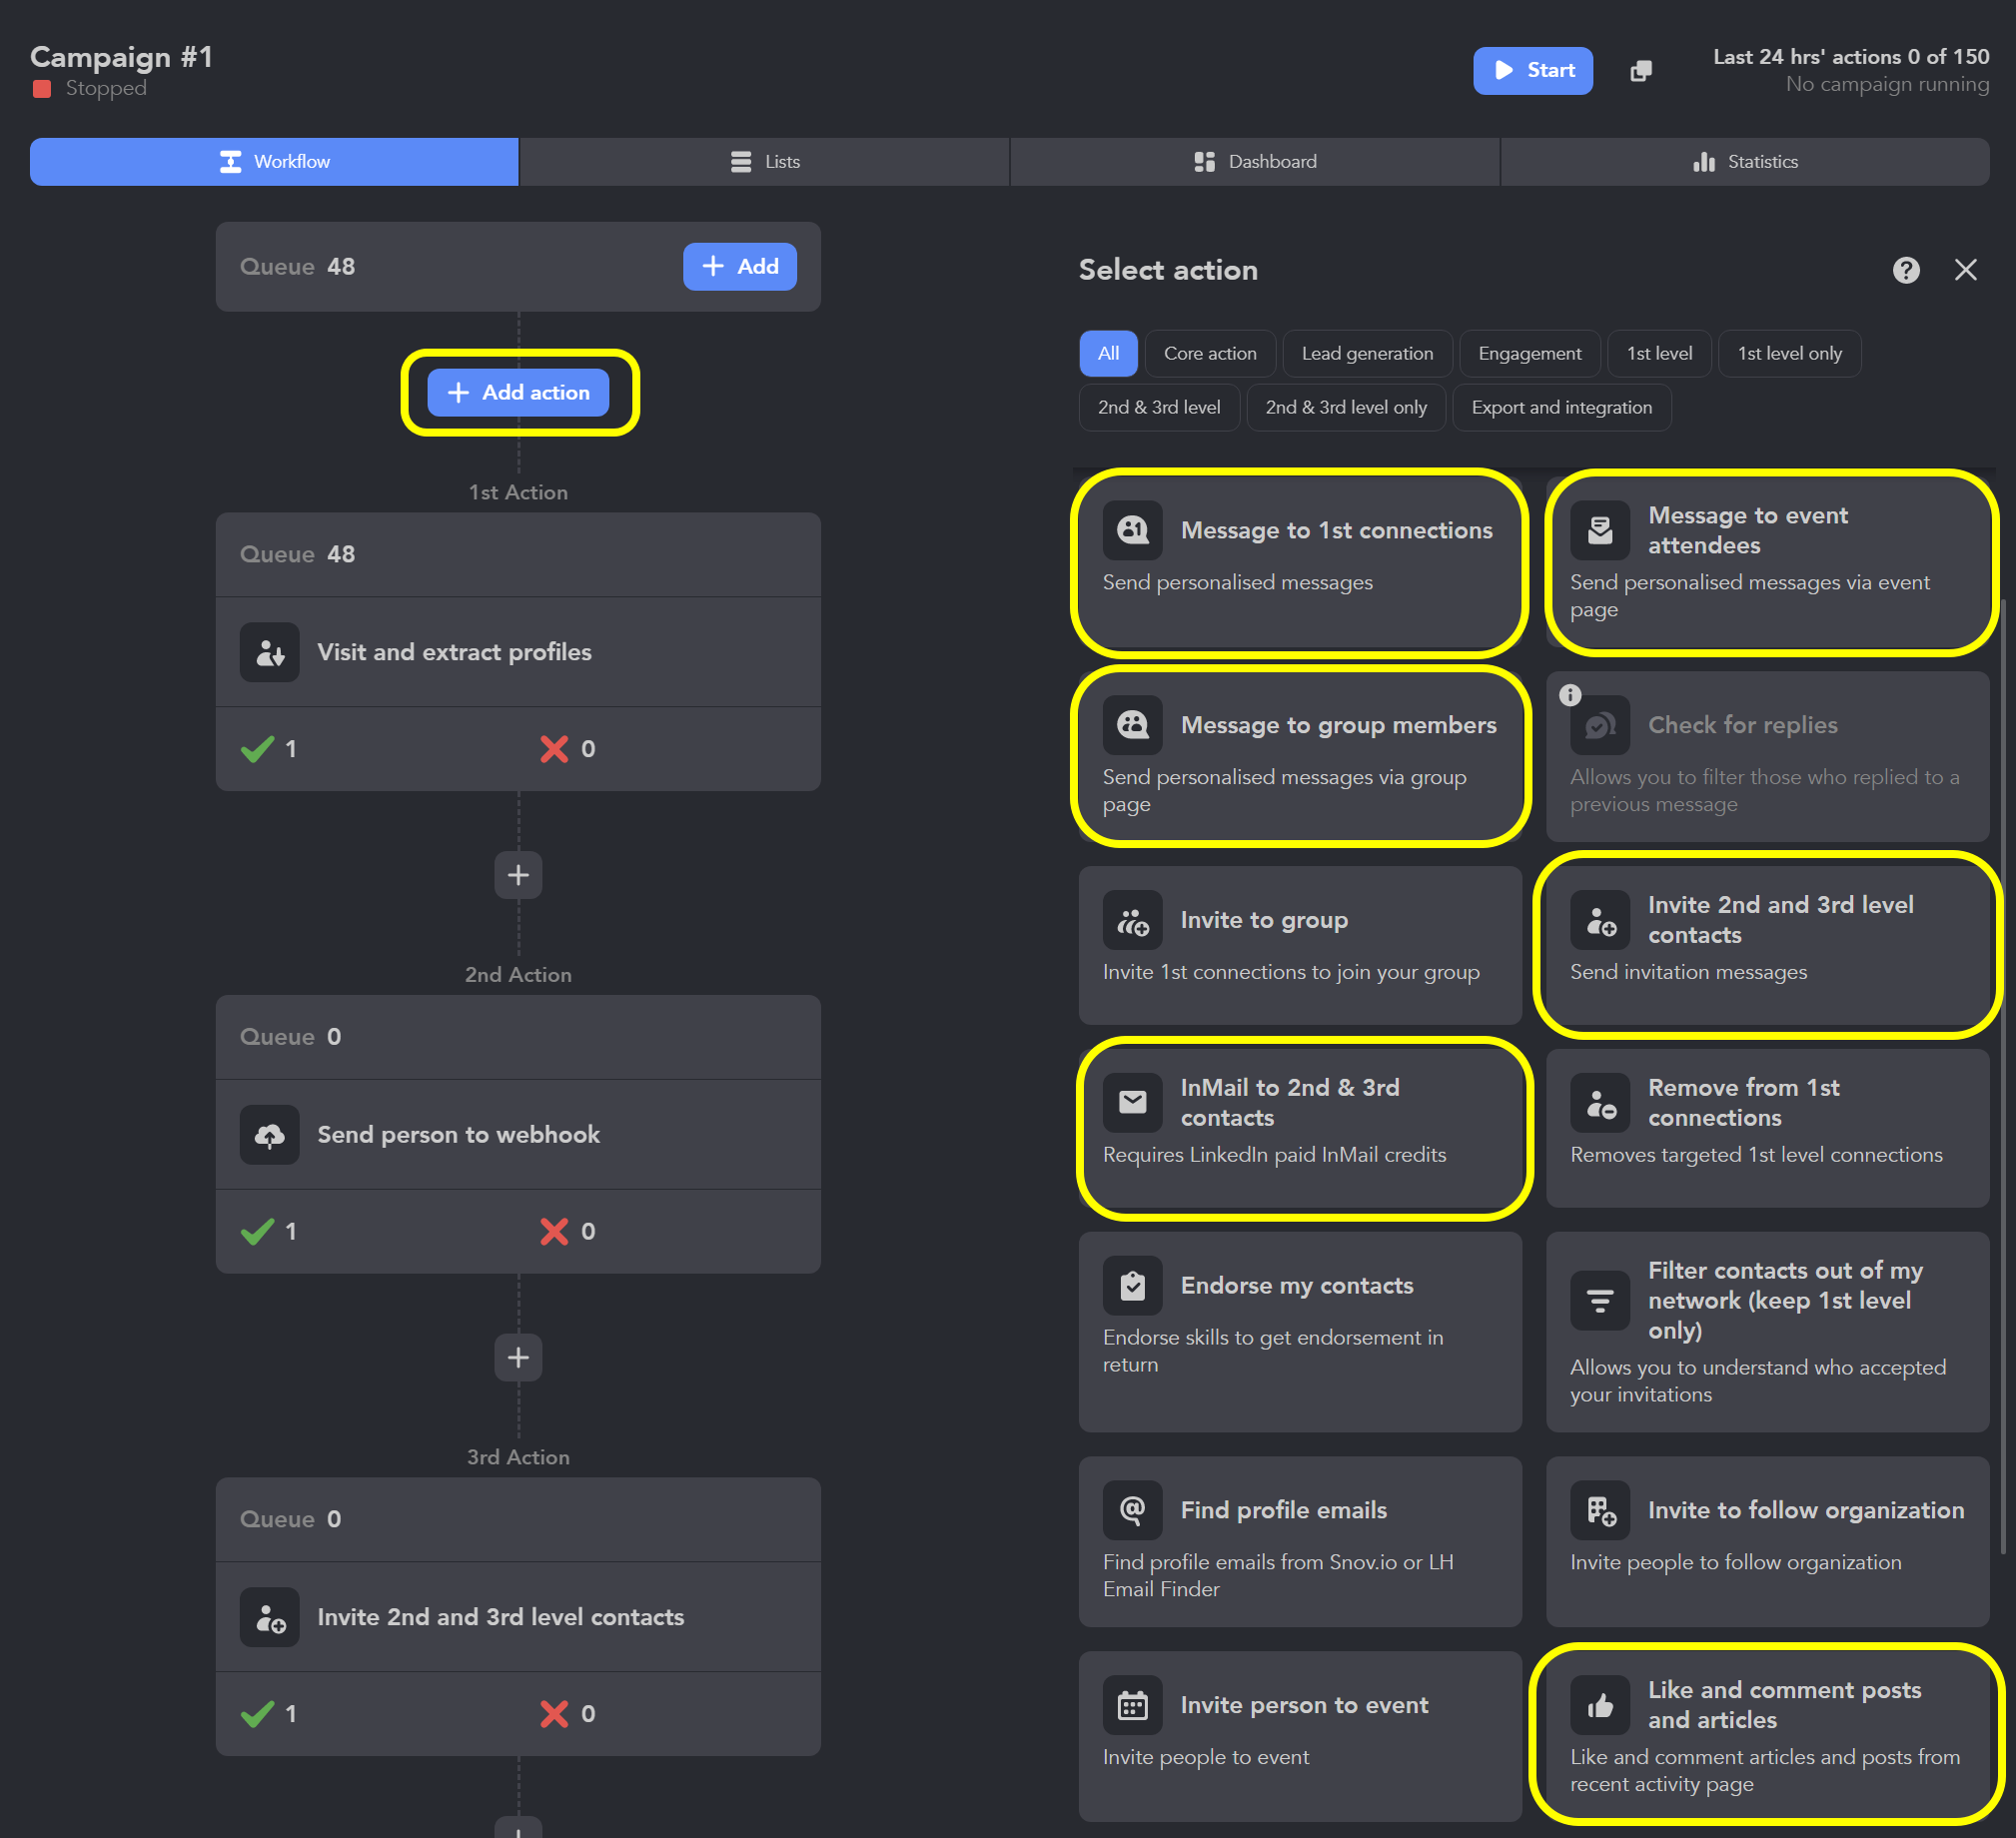 Campaign #1
Stopped
Start
Last 24 hrs' actions 0 of 150
No campaign running
Workflow
Lists
Dashboard
Statistics
Queue 48
Add
Add action
1st Action
Queue 48
Visit and extract profiles
1
0
2nd Action
Queue 0
Send person to webhook
1
0
3rd Action
Queue 0
Invite 2nd and 3rd level contacts
1
0
Select action
All
Core action
Lead generation
Engagement
1st level
1st level only
2nd & 3rd level
2nd & 3rd level only
Export and integration
Message to 1st connections
Send personalised messages
Message to event
attendees
Send personalised messages via event
page
Message to group members
Send personalised messages via group
page
Check for replies
Allows you to filter those who replied to a
previous message
Invite to group
Invite 1st connections to join your group
Invite 2nd and 3rd level
contacts
Send invitation messages
InMail to 2nd & 3rd
contacts
Requires LinkedIn paid InMail credits
Remove from 1st
connections
Removes targeted 1st level connections
Endorse my contacts
Endorse skills to get endorsement in
return
Filter contacts out of my
network (keep 1st level
only)
Allows you to understand who accepted
your invitations
Find profile emails
Find profile emails from Snov.io or LH
Email Finder
Invite to follow organization
Invite people to follow organization
Invite person to event
Invite people to event
Like and comment posts
and articles
Like and comment articles and posts from
recent activity page